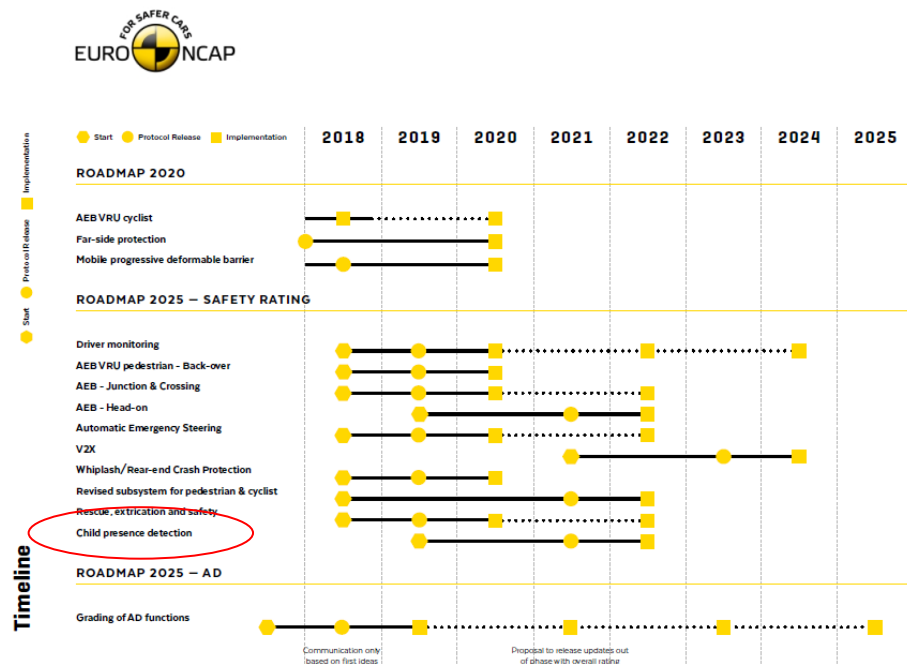 FOR SAFER CARS
EURO NCAP
Start Protocol Release Implementation
2018 2019 2020 2021 2022 2023 2024 2025
ROADMAP 2020
AEB VRU cyclist
Far-side protection
Mobile progressive deformable barrier
ROADMAP 2025 — SAFETY RATING
Driver monitoring
AEB VRU pedestrian - Back-over
AEB - Junction & Crossing
AEB - Head-on
Automatic Emergency Steering
V2X
Whiplash/Rear-end Crash Protection
Revised subsystem for pedestrian & cyclist
Rescue, extrication and safety
Child presence detection
ROADMAP 2025 — AD
Grading of AD functions
Communication only
based on first ideas
Proposal to release updates out
of phase with overall rating
Timeline
Start Protocol Release Implementation